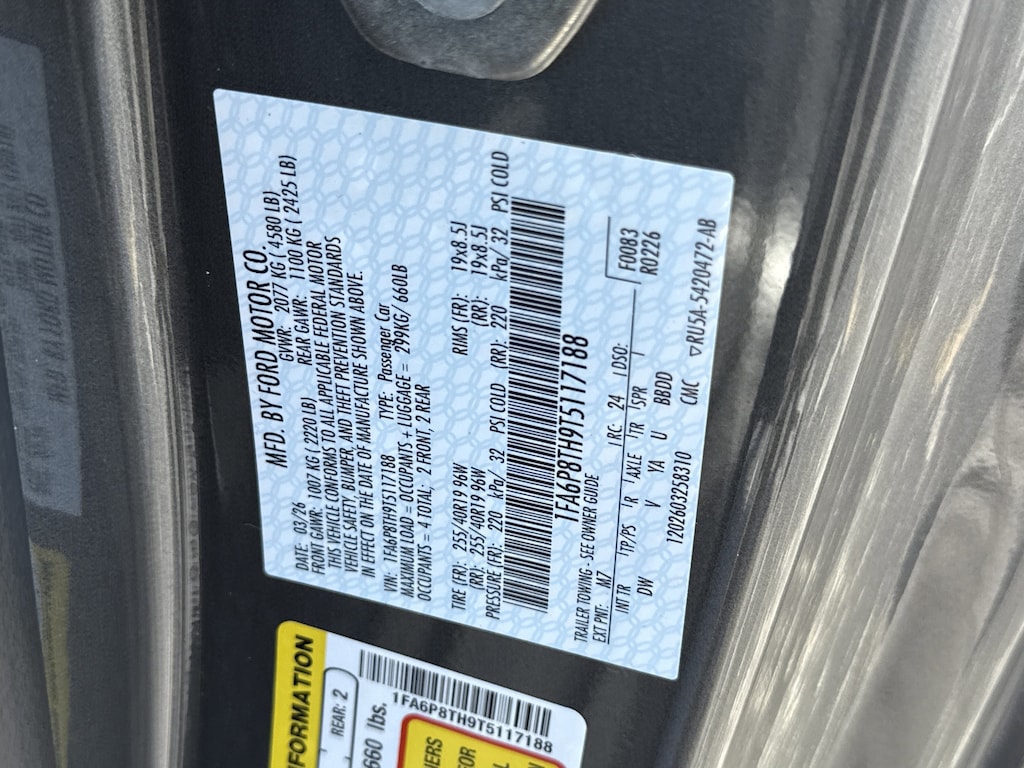 MFD. BY FORD MOTOR CO.
DATE: 03/26 GVWR: 2077 KG ( 4580 LB)
FRONT GAWR: 1007 KG ( 2220 LB) REAR GAWR: 1100 KG ( 2425 LB)
THIS VEHICLE CONFORMS TO ALL APPLICABLE FEDERAL MOTOR
VEHICLE SAFETY, BUMPER, AND THEFT PREVENTION STANDARDS
IN EFFECT ON THE DATE OF MANUFACTURE SHOWN ABOVE.
VIN: 1FA6P8TH9T5117188 TYPE: Passenger Car
MAXIMUM LOAD = OCCUPANTS + LUGGAGE = 299KG/ 660LB
OCCUPANTS = 4 TOTAL; 2 FRONT, 2 REAR
TIRE (FR): 255/40R19 96W RIMS (FR): 19x8.5J
(RR): 255/40R19 96W (RR): 19x8.5J
PRESSURE (FR): 220 kPa/ 32 PSI COLD (RR): 220 kPa/ 32 PSI COLD
1FA6P8TH9T5117188
TRAILER TOWING - SEE OWNER GUIDE
EXT PNT: M7 RC: 24 DSO: F0083
R0226
INT TR TP/PS R AXLE TR SPR
DW V YA U BBDD
120260325B310 CMC ▽RU5A-5420472-AB
NFORMATION
REAR: 2
660 lbs.
1FA6P8TH9T5117188
FOR